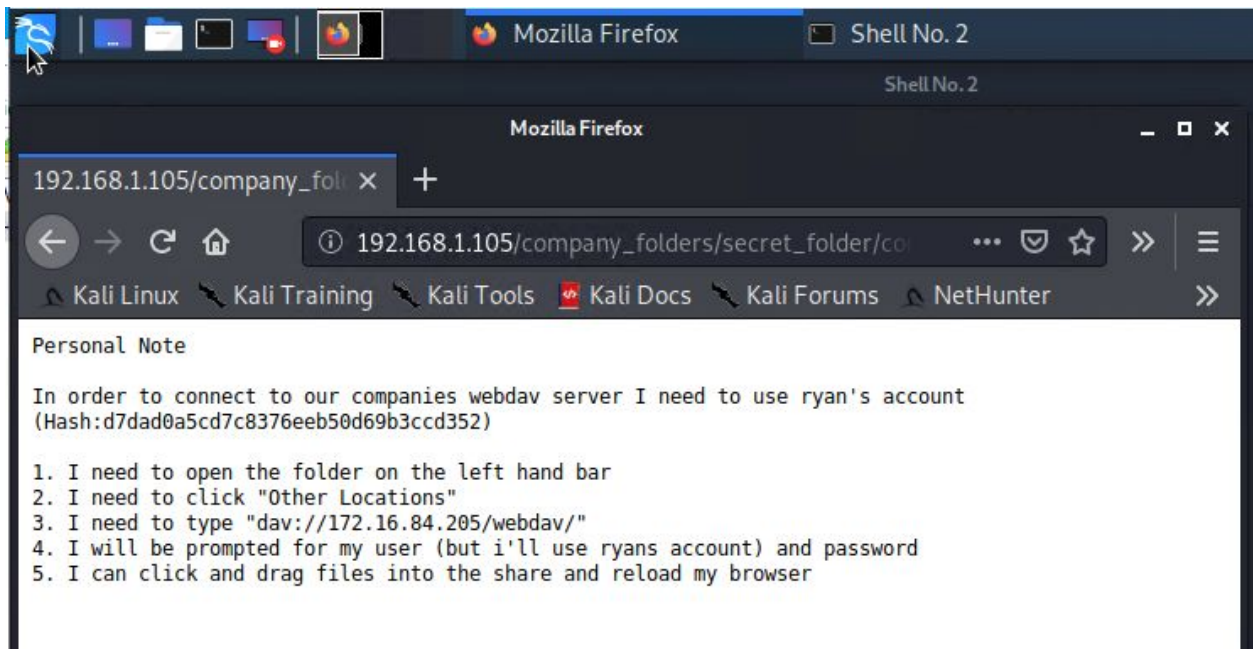 Mozilla Firefox
Shell No. 2
Shell No. 2
Mozilla Firefox
192.168.1.105/company_fol
192.168.1.105/company_folders/secret_folder/co
Kali Linux Kali Training Kali Tools Kali Docs Kali Forums NetHunter
Personal Note
In order to connect to our companies webdav server I need to use ryan's account
(Hash:d7dad0a5cd7c8376eeb50d69b3ccd352)
1. I need to open the folder on the left hand bar
2. I need to click "Other Locations"
3. I need to type "dav://172.16.84.205/webdav/"
4. I will be prompted for my user (but i'll use ryans account) and password
5. I can click and drag files into the share and reload my browser